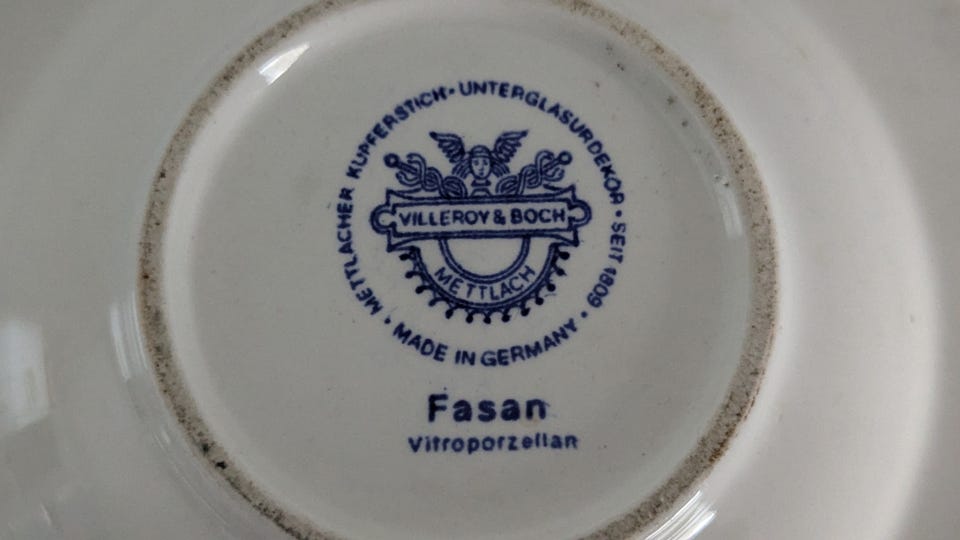 METTLACHER KUPFERSTICH · UNTERGLASURDEKOR · SEIT 1809 ·
VILLEROY & BOCH
METTLACH
MADE IN GERMANY ·
Fasan
Vitroporzellan